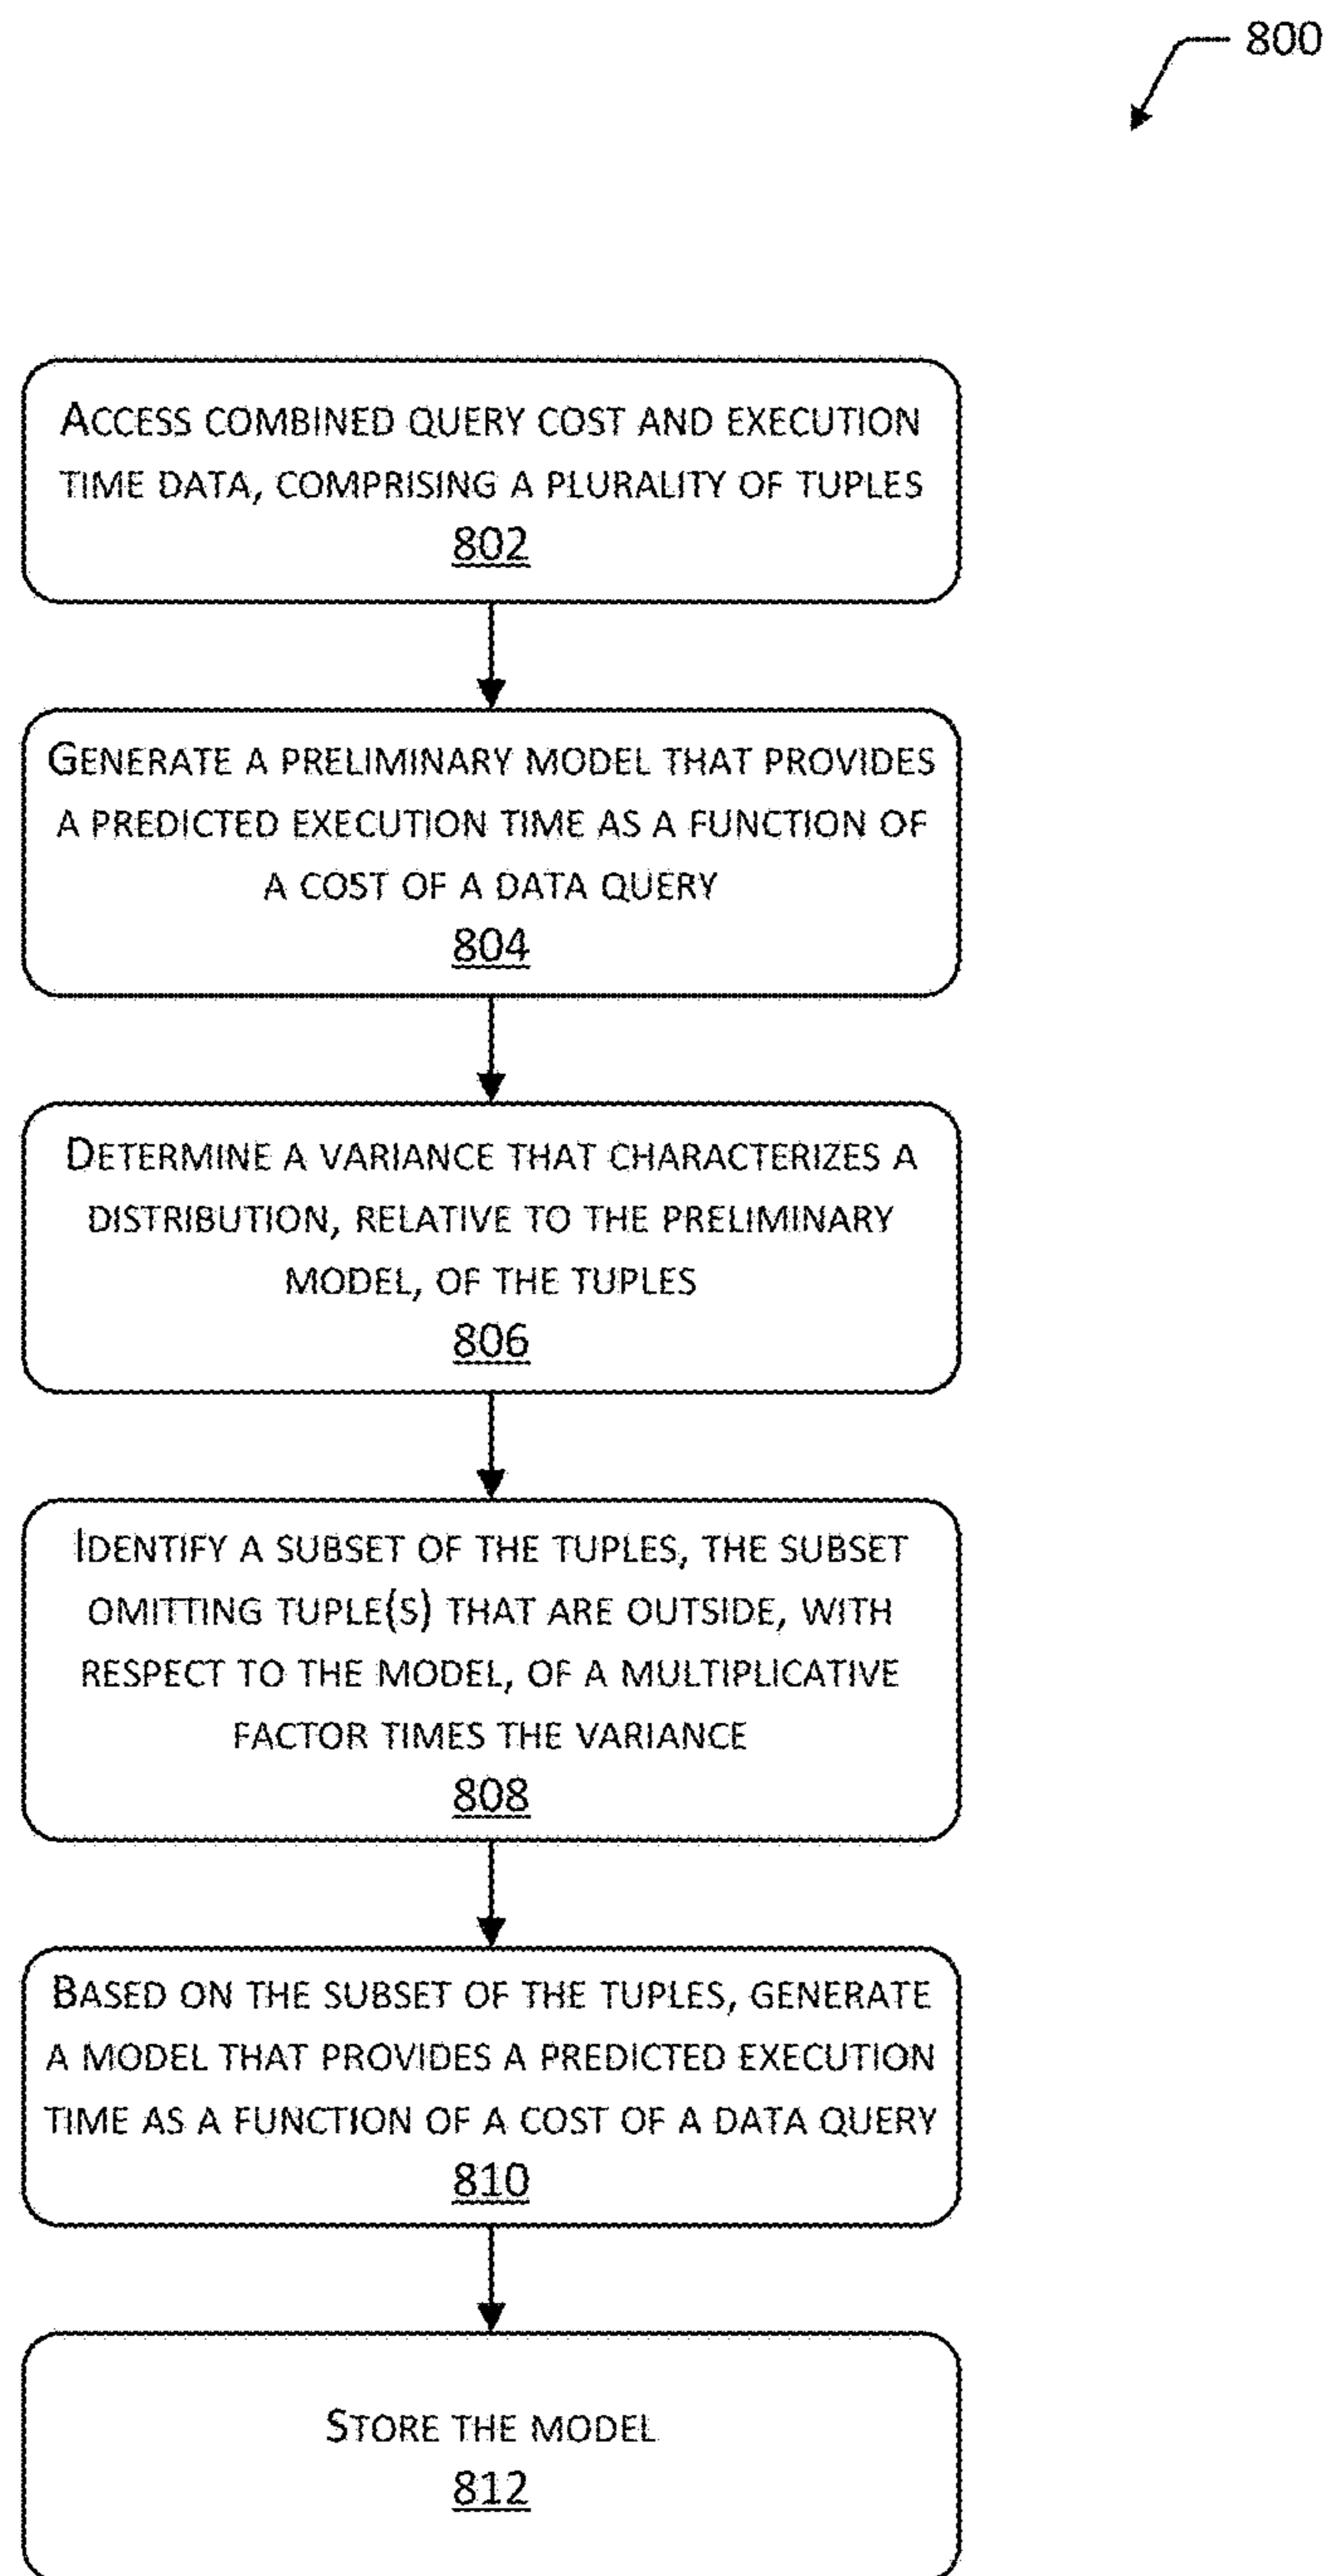 800
ACCESS COMBINED QUERY COST AND EXECUTION
TIME DATA, COMPRISING A PLURALITY OF TUPLES
802
GENERATE A PRELIMINARY MODEL THAT PROVIDES
A PREDICTED EXECUTION TIME AS A FUNCTION OF
A COST OF A DATA QUERY
804
DETERMINE A VARIANCE THAT CHARACTERIZES A
DISTRIBUTION, RELATIVE TO THE PRELIMINARY
MODEL, OF THE TUPLES
806
IDENTIFY A SUBSET OF THE TUPLES, THE SUBSET
OMITTING TUPLE(S) THAT ARE OUTSIDE, WITH
RESPECT TO THE MODEL, OF A MULTIPLICATIVE
FACTOR TIMES THE VARIANCE
808
BASED ON THE SUBSET OF THE TUPLES, GENERATE
A MODEL THAT PROVIDES A PREDICTED EXECUTION
TIME AS A FUNCTION OF A COST OF A DATA QUERY
810
STORE THE MODEL
812